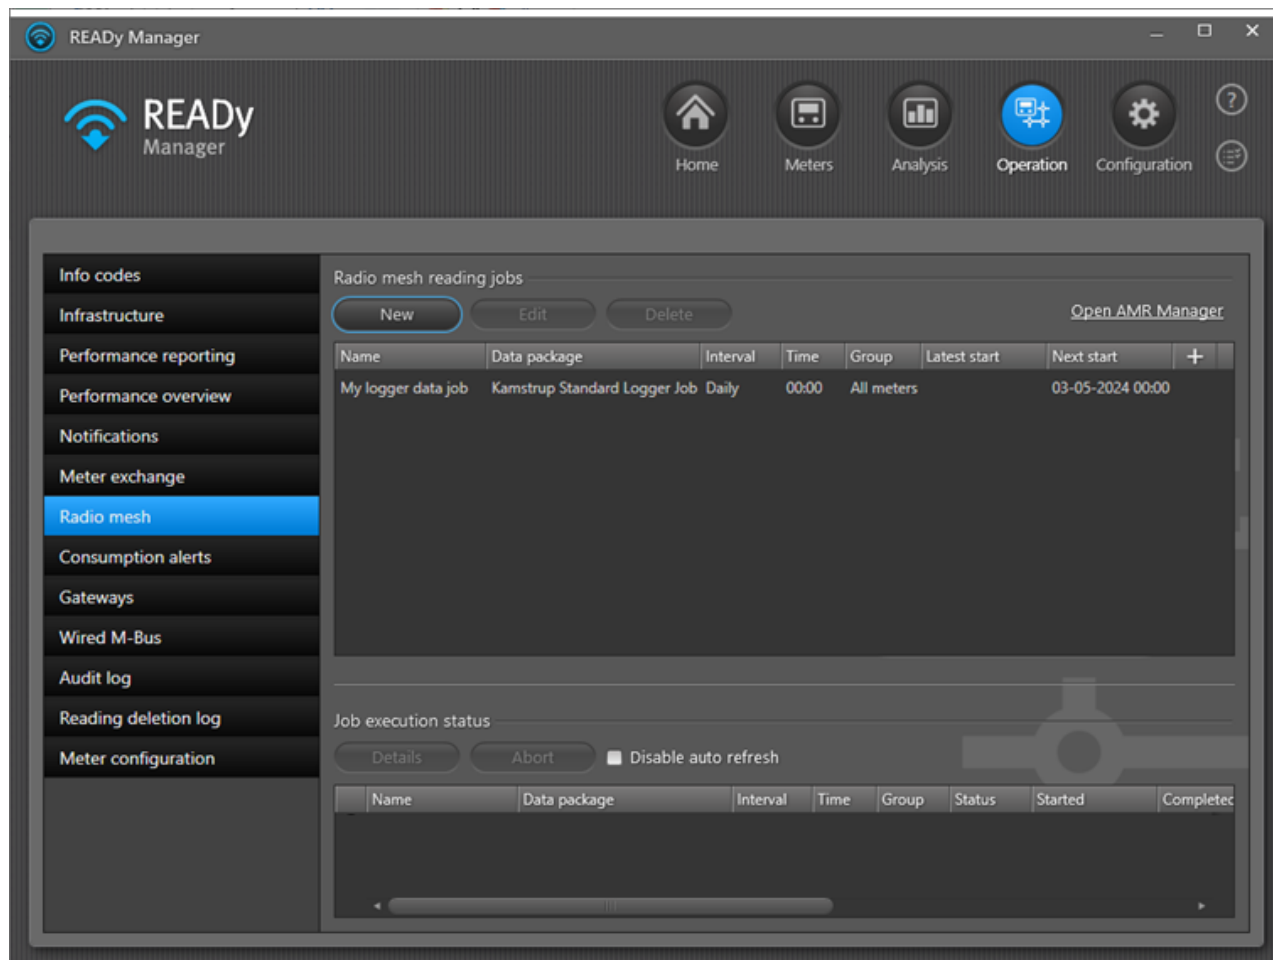 READy Manager
READy
Manager
Home Meters Analysis Operation Configuration
?
Info codes
Infrastructure
Performance reporting
Performance overview
Notifications
Meter exchange
Radio mesh
Consumption alerts
Gateways
Wired M-Bus
Audit log
Reading deletion log
Meter configuration
Radio mesh reading jobs
New Edit Delete Open AMR Manager
Name Data package Interval Time Group Latest start Next start +
My logger data job Kamstrup Standard Logger Job Daily 00:00 All meters 03-05-2024 00:00
Job execution status
Details Abort Disable auto refresh
Name Data package Interval Time Group Status Started Completed